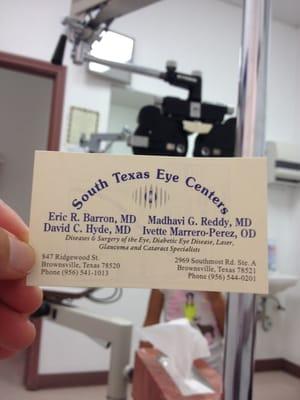 South Texas Eye Centers
Eric R. Barron, MD Madhavi G. Reddy, MD
David C. Hyde, MD Ivette Marrero-Perez, OD
Diseases & Surgery of the Eye, Diabetic Eye Disease, Laser,
Glaucoma and Cataract Specialists
847 Ridgewood St.
Brownsville, Texas 78520
Phone (956) 541-1013
2969 Southmost Rd. Ste. A
Brownsville, Texas 78521
Phone (956) 544-0201